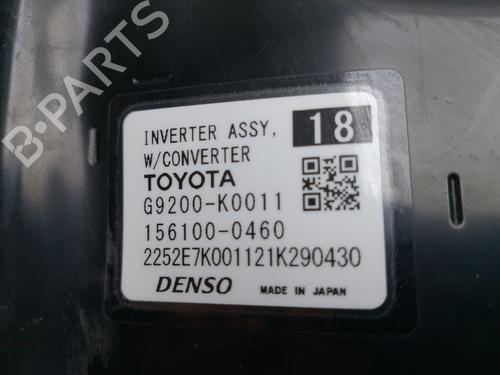 B-PARTS
INVERTER ASSY, 18
W/CONVERTER
TOYOTA
G9200-K0011
156100-0460
2252E7K001121K290430
DENSO MADE IN JAPAN